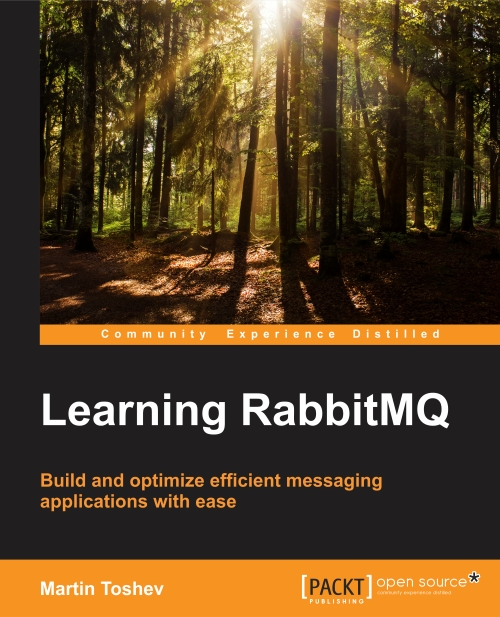 Community Experience Distilled
Learning RabbitMQ
Build and optimize efficient messaging
applications with ease
Martin Toshev
[PACKT] open source*
PUBLISHING
community experience distilled